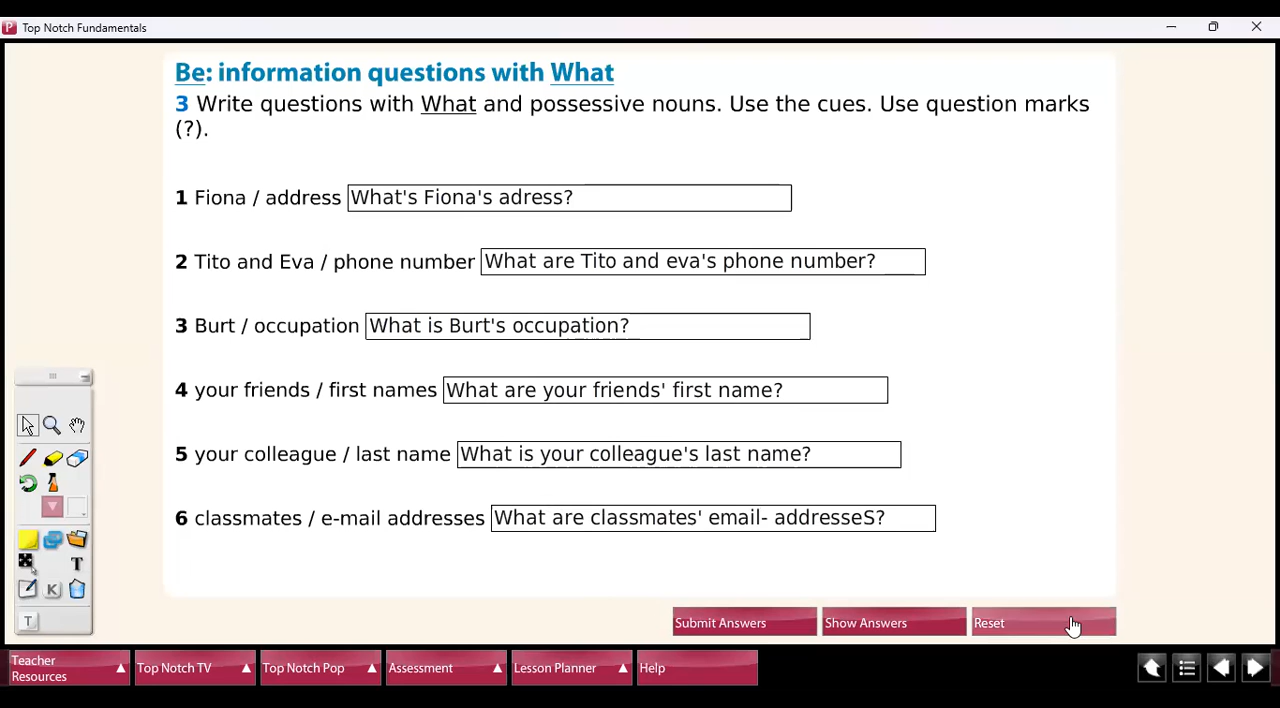 Top Notch Fundamentals
Be: information questions with What
3 Write questions with What and possessive nouns. Use the cues. Use question marks
(?).
1 Fiona / address What's Fiona's adress?
2 Tito and Eva / phone number What are Tito and eva's phone number?
3 Burt / occupation What is Burt's occupation?
4 your friends / first names What are your friends' first name?
5 your colleague / last name What is your colleague's last name?
6 classmates / e-mail addresses What are classmates' email- addresseS?
Submit Answers Show Answers Reset
Teacher
Resources
Top Notch TV Top Notch Pop Assessment Lesson Planner Help